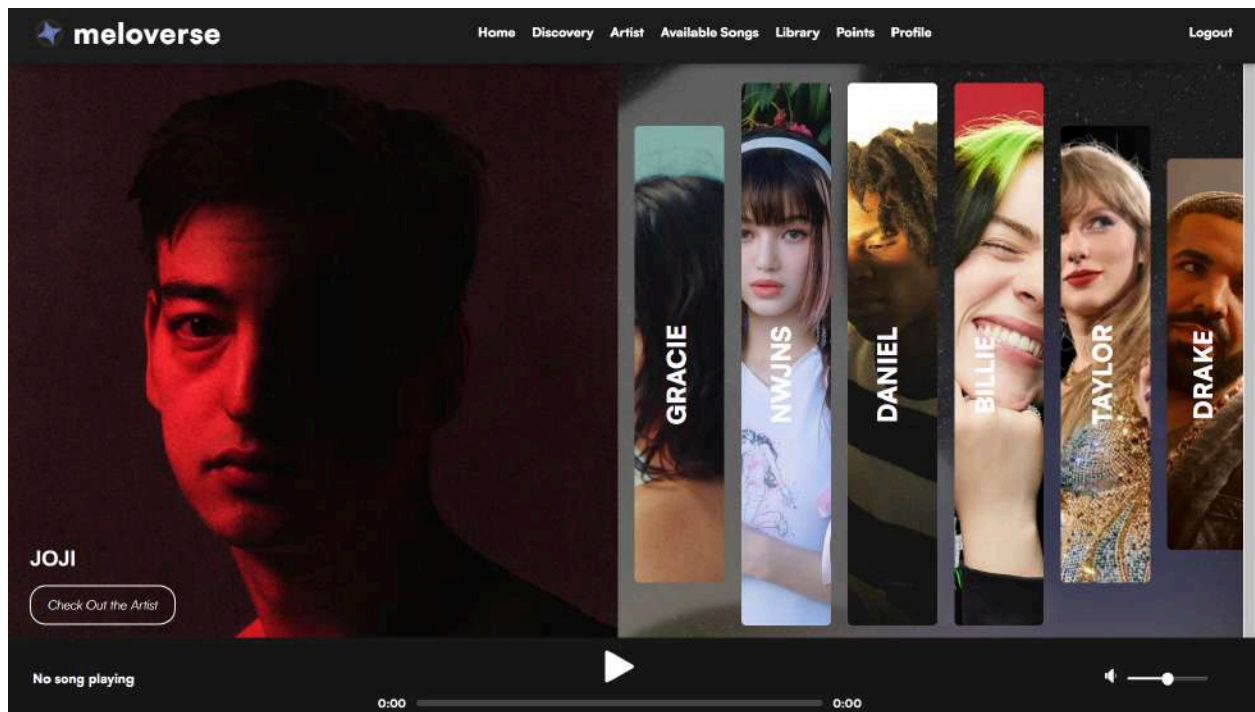 meloverse
Home Discovery Artist Available Songs Library Points Profile
Logout
JOJI
Check Out the Artist
GRACIE
NWJNS
DANIEL
BILLIE
TAYLOR
DRAKE
No song playing
0:00
0:00